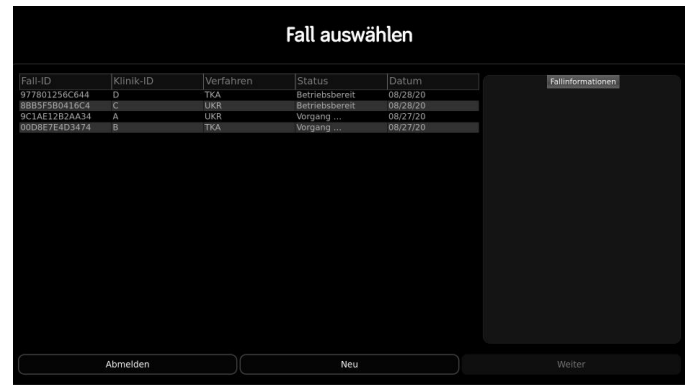 Fall auswählen
Fall-ID Klinik-ID Verfahren Status Datum
977801256C644 D TKA Betriebsbereit 08/28/20
8BB5F5B0416C4 C UKR Betriebsbereit 08/28/20
9C1AE12B2AA34 A UKR Vorgang ... 08/27/20
00D8E7E4D3474 B TKA Vorgang ... 08/27/20
Fallinformationen
Abmelden Neu Weiter